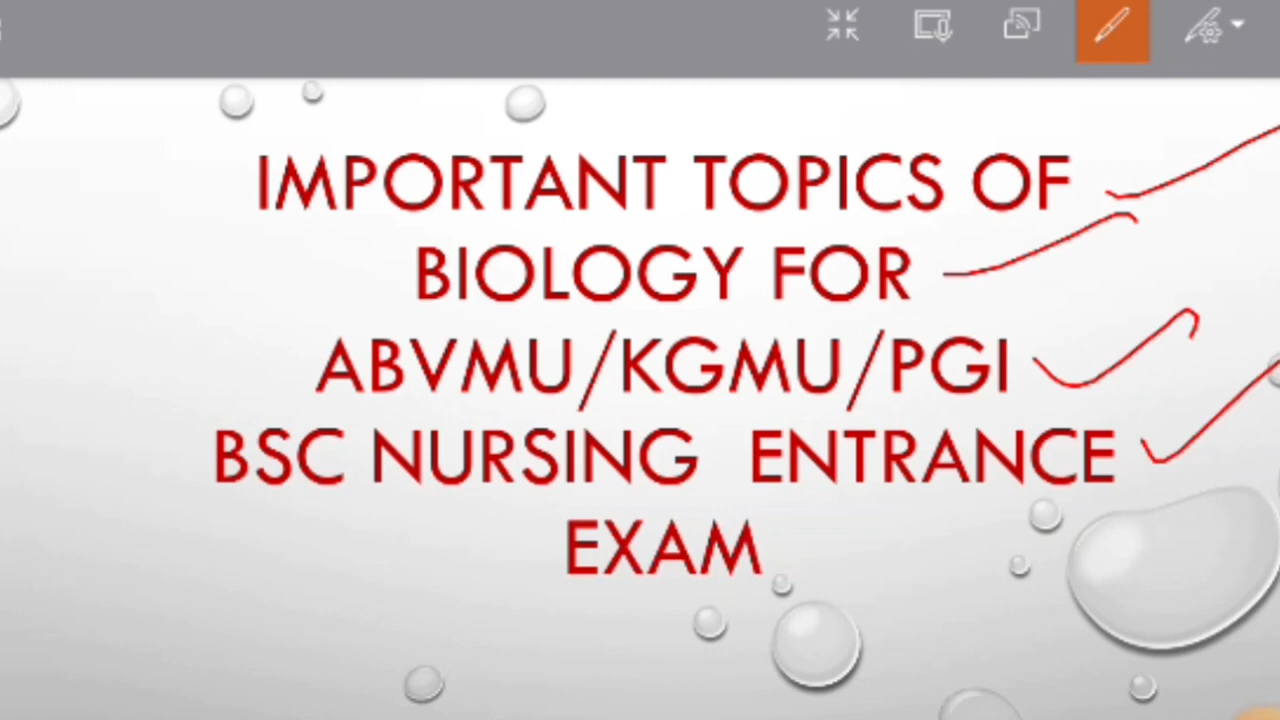 IMPORTANT TOPICS OF
BIOLOGY FOR
ABVMU/KGMU/PGI
BSC NURSING ENTRANCE
EXAM